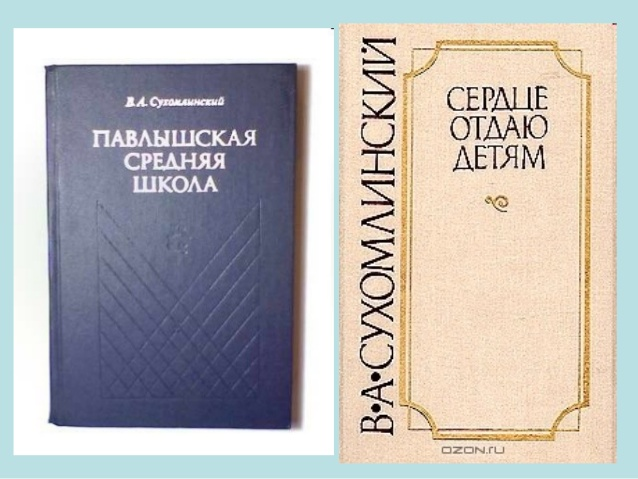 В.А. Сухомлинский
ПАВЛЫШСКАЯ
СРЕДНЯЯ
ШКОЛА
В•А•СУХОМЛИНСКИЙ
СЕРДЦЕ
ОТДАЮ
ДЕТЯМ
OZON.ru